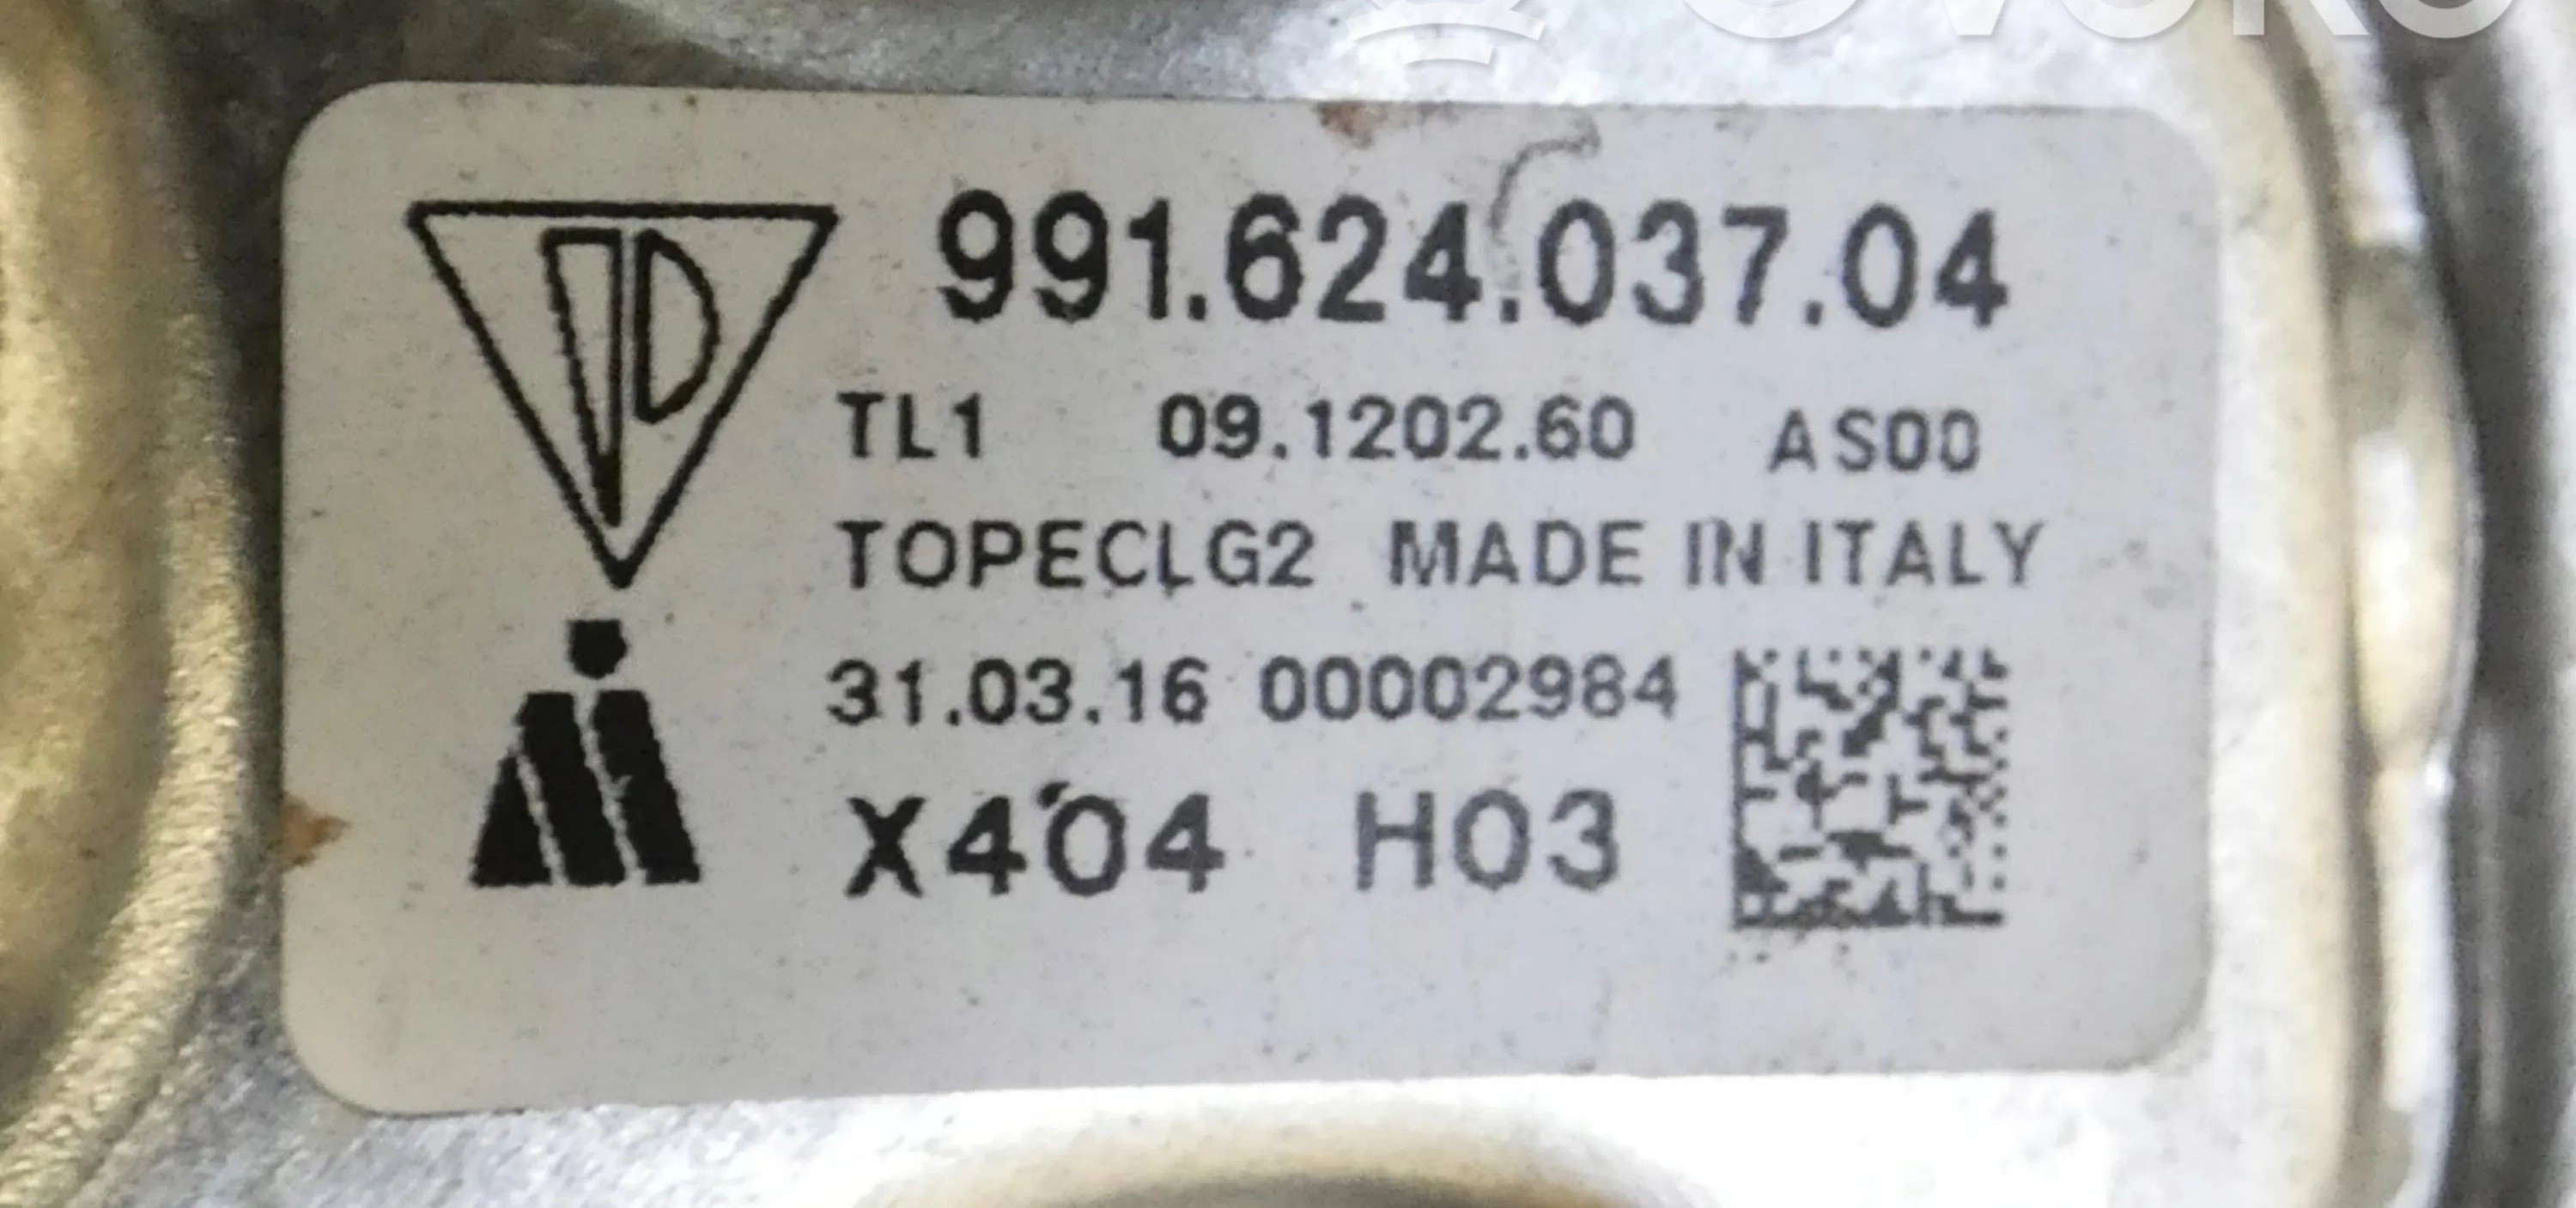 991.624.037.04
TL1 09.1202.60 AS00
TOPECLG2 MADE IN ITALY
31.03.16 00002984
X404 H03